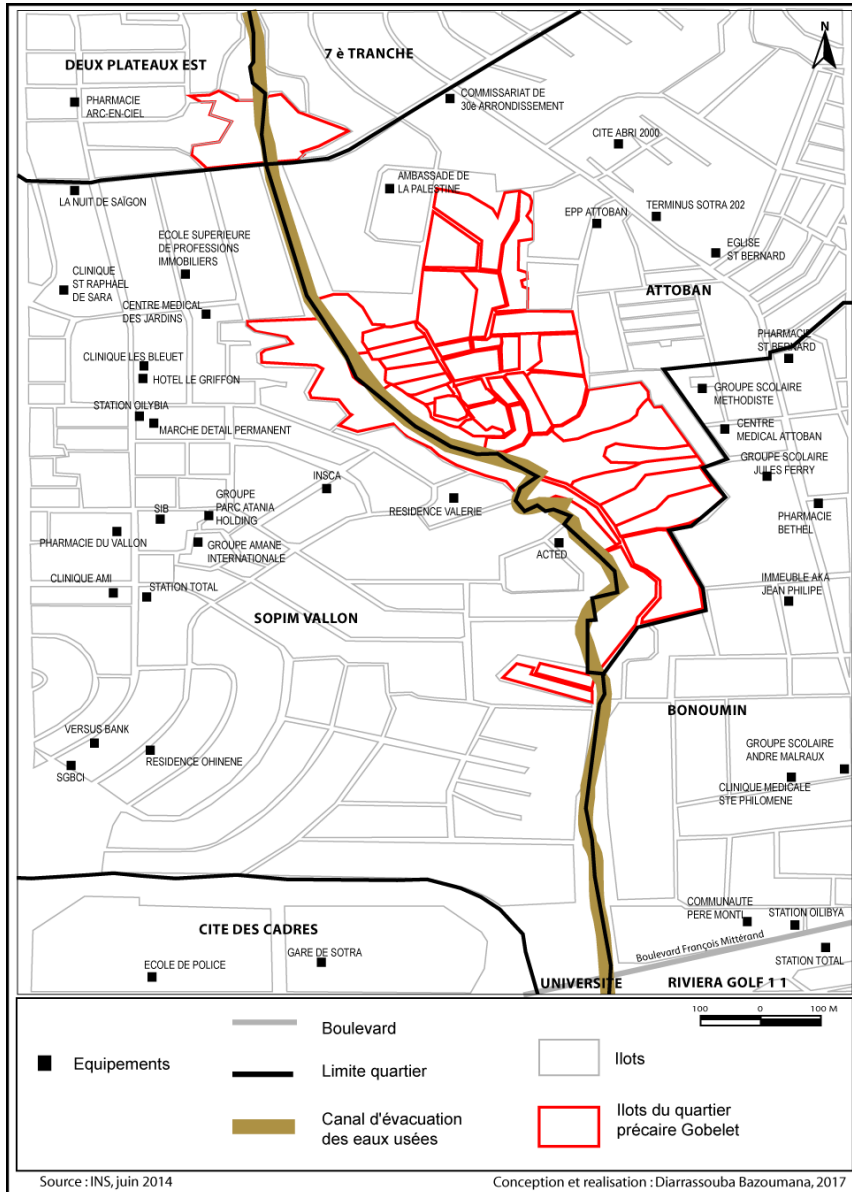 7 è TRANCHE
N
DEUX PLATEAUX EST
PHARMACIE
ARC-EN-CIEL
COMMISSARIAT DE
30è ARRONDISSEMENT
CITE ABRI 2000
AMBASSADE DE
LA PALESTINE
LA NUIT DE SAÏGON
EPP ATTOBAN
TERMINUS SOTRA 202
ECOLE SUPERIEURE
DE PROFESSIONS
IMMOBILIERS
EGLISE
ST BERNARD
CLINIQUE
ST RAPHAEL
DE SARA
ATTOBAN
CENTRE MEDICAL
DES JARDINS
PHARMACIE
ST BERNARD
CLINIQUE LES BLEUET
HOTEL LE GRIFFON
GROUPE SCOLAIRE
METHODISTE
STATION OILYBIA
MARCHE DETAIL PERMANENT
CENTRE
MEDICAL ATTOBAN
GROUPE SCOLAIRE
JULES FERRY
INSCA
RESIDENCE VALERIE
GROUPE
PARC ATANIA
HOLDING
SIB
PHARMACIE
BETHEL
PHARMACIE DU VALLON
GROUPE AMANE
INTERNATIONALE
ACTED
CLINIQUE AMI
STATION TOTAL
IMMEUBLE AKA
JEAN PHILIPE
SOPIM VALLON
BONOUMIN
VERSUS BANK
RESIDENCE OHINENE
SGBCI
GROUPE SCOLAIRE
ANDRE MALRAUX
CLINIQUE MEDICALE
STE PHILOMENE
COMMUNAUTE
PERE MONTI
STATION OILIBYA
CITE DES CADRES
Boulevard François Mittérand
GARE DE SOTRA
STATION TOTAL
ECOLE DE POLICE
UNIVERSITE
RIVIERA GOLF 1 1
100 0 100 M
Equipements
Boulevard
Limite quartier
Canal d'évacuation
des eaux usées
Ilots
Ilots du quartier
précaire Gobelet
Source : INS, juin 2014
Conception et realisation : Diarrassouba Bazoumana, 2017